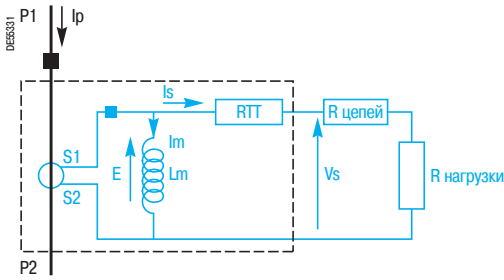 P1
Ip
DE55331
Is
RTT
R цепей
Im
S1
E
Lm
Vs
R нагрузки
S2
P2